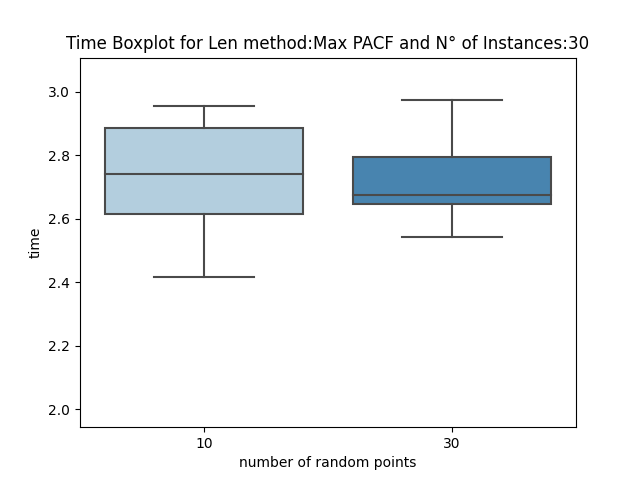 Time Boxplot for Len method:Max PACF and N° of Instances:30
3.0
2.8
2.6
2.4
2.2
2.0
time
10
30
number of random points